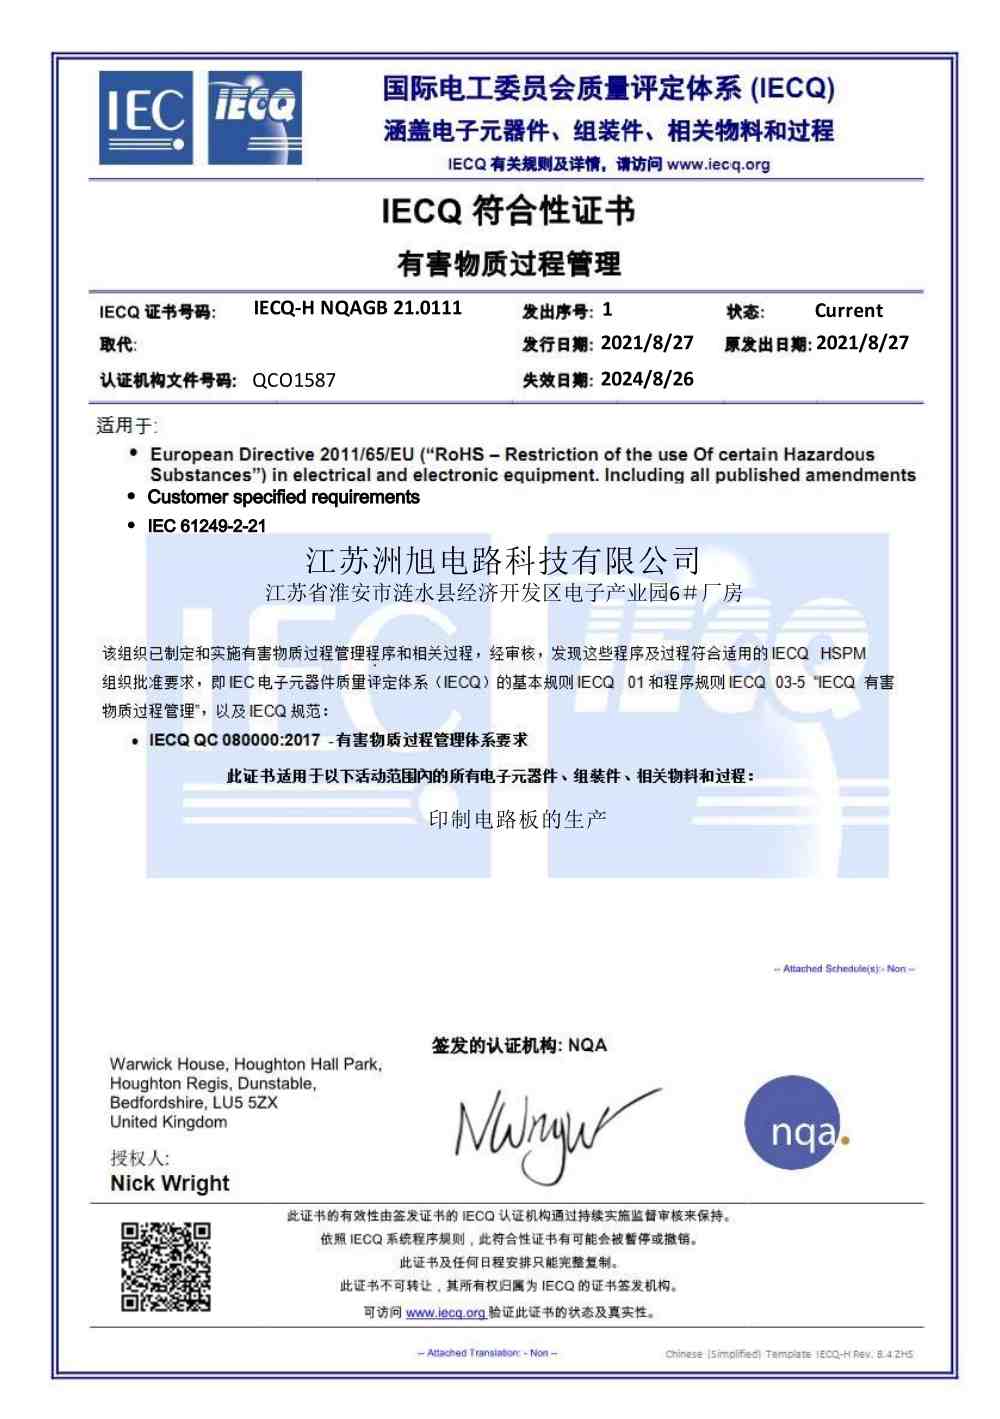 IEC
IECQ
国际电工委员会质量评定体系 (IECQ)
涵盖电子元器件、组装件、相关物料和过程
IECQ 有关规则及详情，请访问 www.iecq.org
IECQ 符合性证书
有害物质过程管理
IECQ 证书号码: IECQ-H NQAGB 21.0111 发出序号: 1 状态: Current
取代: 发行日期: 2021/8/27 原发出日期: 2021/8/27
认证机构文件号码: QCO1587 失效日期: 2024/8/26
适用于:
• European Directive 2011/65/EU (“RoHS – Restriction of the use Of certain Hazardous
Substances”) in electrical and electronic equipment. Including all published amendments
• Customer specified requirements
• IEC 61249-2-21
江苏洲旭电路科技有限公司
江苏省淮安市涟水县经济开发区电子产业园6＃厂房
该组织已制定和实施有害物质过程管理程序和相关过程，经审核，发现这些程序及过程符合适用的 IECQ HSPM
组织批准要求，即 IEC 电子元器件质量评定体系（IECQ）的基本规则 IECQ 01 和程序规则 IECQ 03-5 “IECQ 有害
物质过程管理”，以及 IECQ 规范：
• IECQ QC 080000:2017 - 有害物质过程管理体系要求
此证书适用于以下活动范围内的所有电子元器件、组装件、相关物料和过程：
印制电路板的生产
-- Attached Schedule(s):- Non --
签发的认证机构: NQA
Warwick House, Houghton Hall Park,
Houghton Regis, Dunstable,
Bedfordshire, LU5 5ZX
United Kingdom
NWright
nqa.
授权人:
Nick Wright
此证书的有效性由签发证书的 IECQ 认证机构通过持续实施监督审核来保持。
依照 IECQ 系统程序规则，此符合性证书有可能会被暂停或撤销。
此证书及任何日程安排只能完整复制。
此证书不可转让，其所有权归属为 IECQ 的证书签发机构。
可访问 www.iecq.org 验证此证书的状态及真实性。
-- Attached Translation: - Non --
Chinese (Simplified) Template IECQ-H Rev. 8.4 ZHS